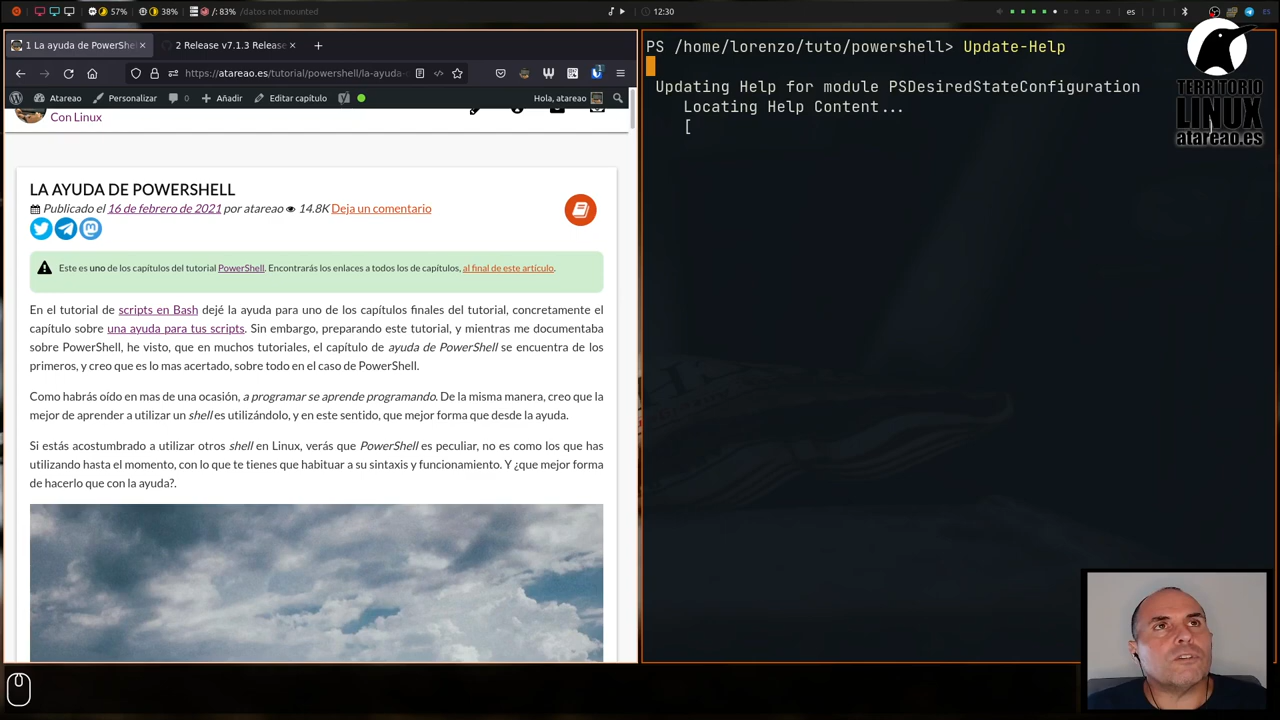 57% 38% /: 83% /datos not mounted 12:30 es ES
1 La ayuda de PowerShel 2 Release v7.1.3 Release
https://atareao.es/tutorial/powershell/la-ayuda-
Atareao Personalizar 0 Añadir Editar capítulo Hola, atareao
Con Linux
LA AYUDA DE POWERSHELL
Publicado el 16 de febrero de 2021 por atareao 14.8K Deja un comentario
Este es uno de los capítulos del tutorial PowerShell. Encontrarás los enlaces a todos los de capítulos, al final de este artículo.
En el tutorial de scripts en Bash dejé la ayuda para uno de los capítulos finales del tutorial, concretamente el
capítulo sobre una ayuda para tus scripts. Sin embargo, preparando este tutorial, y mientras me documentaba
sobre PowerShell, he visto, que en muchos tutoriales, el capítulo de ayuda de PowerShell se encuentra de los
primeros, y creo que es lo mas acertado, sobre todo en el caso de PowerShell.
Como habrás oído en mas de una ocasión, a programar se aprende programando. De la misma manera, creo que la
mejor de aprender a utilizar un shell es utilizándolo, y en este sentido, que mejor forma que desde la ayuda.
Si estás acostumbrado a utilizar otros shell en Linux, verás que PowerShell es peculiar, no es como los que has
utilizando hasta el momento, con lo que te tienes que habituar a su sintaxis y funcionamiento. Y ¿que mejor forma
de hacerlo que con la ayuda?.
PS /home/lorenzo/tuto/powershell> Update-Help
Updating Help for module PSDesiredStateConfiguration
Locating Help Content...
[
TERRITORIO
LINUX
atareao.es